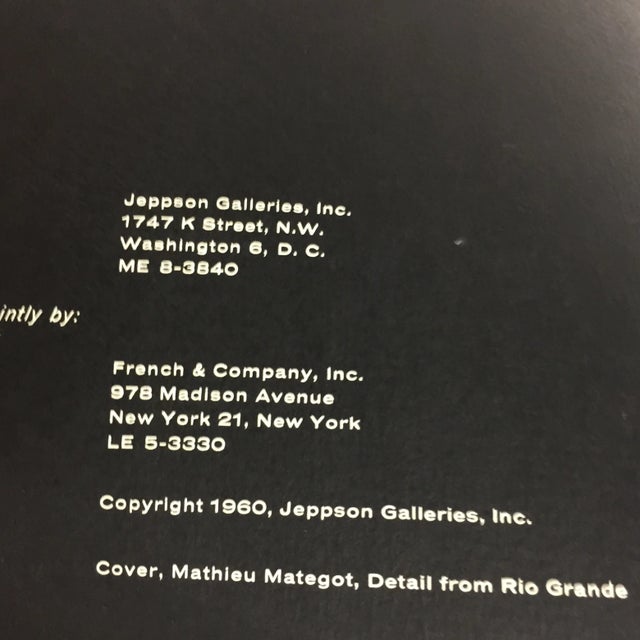 Jeppson Galleries, Inc.
1747 K Street, N.W.
Washington 6, D. C.
ME 8-3840
intly by:
French & Company, Inc.
978 Madison Avenue
New York 21, New York
LE 5-3330
Copyright 1960, Jeppson Galleries, Inc.
Cover, Mathieu Mategot, Detail from Rio Grande